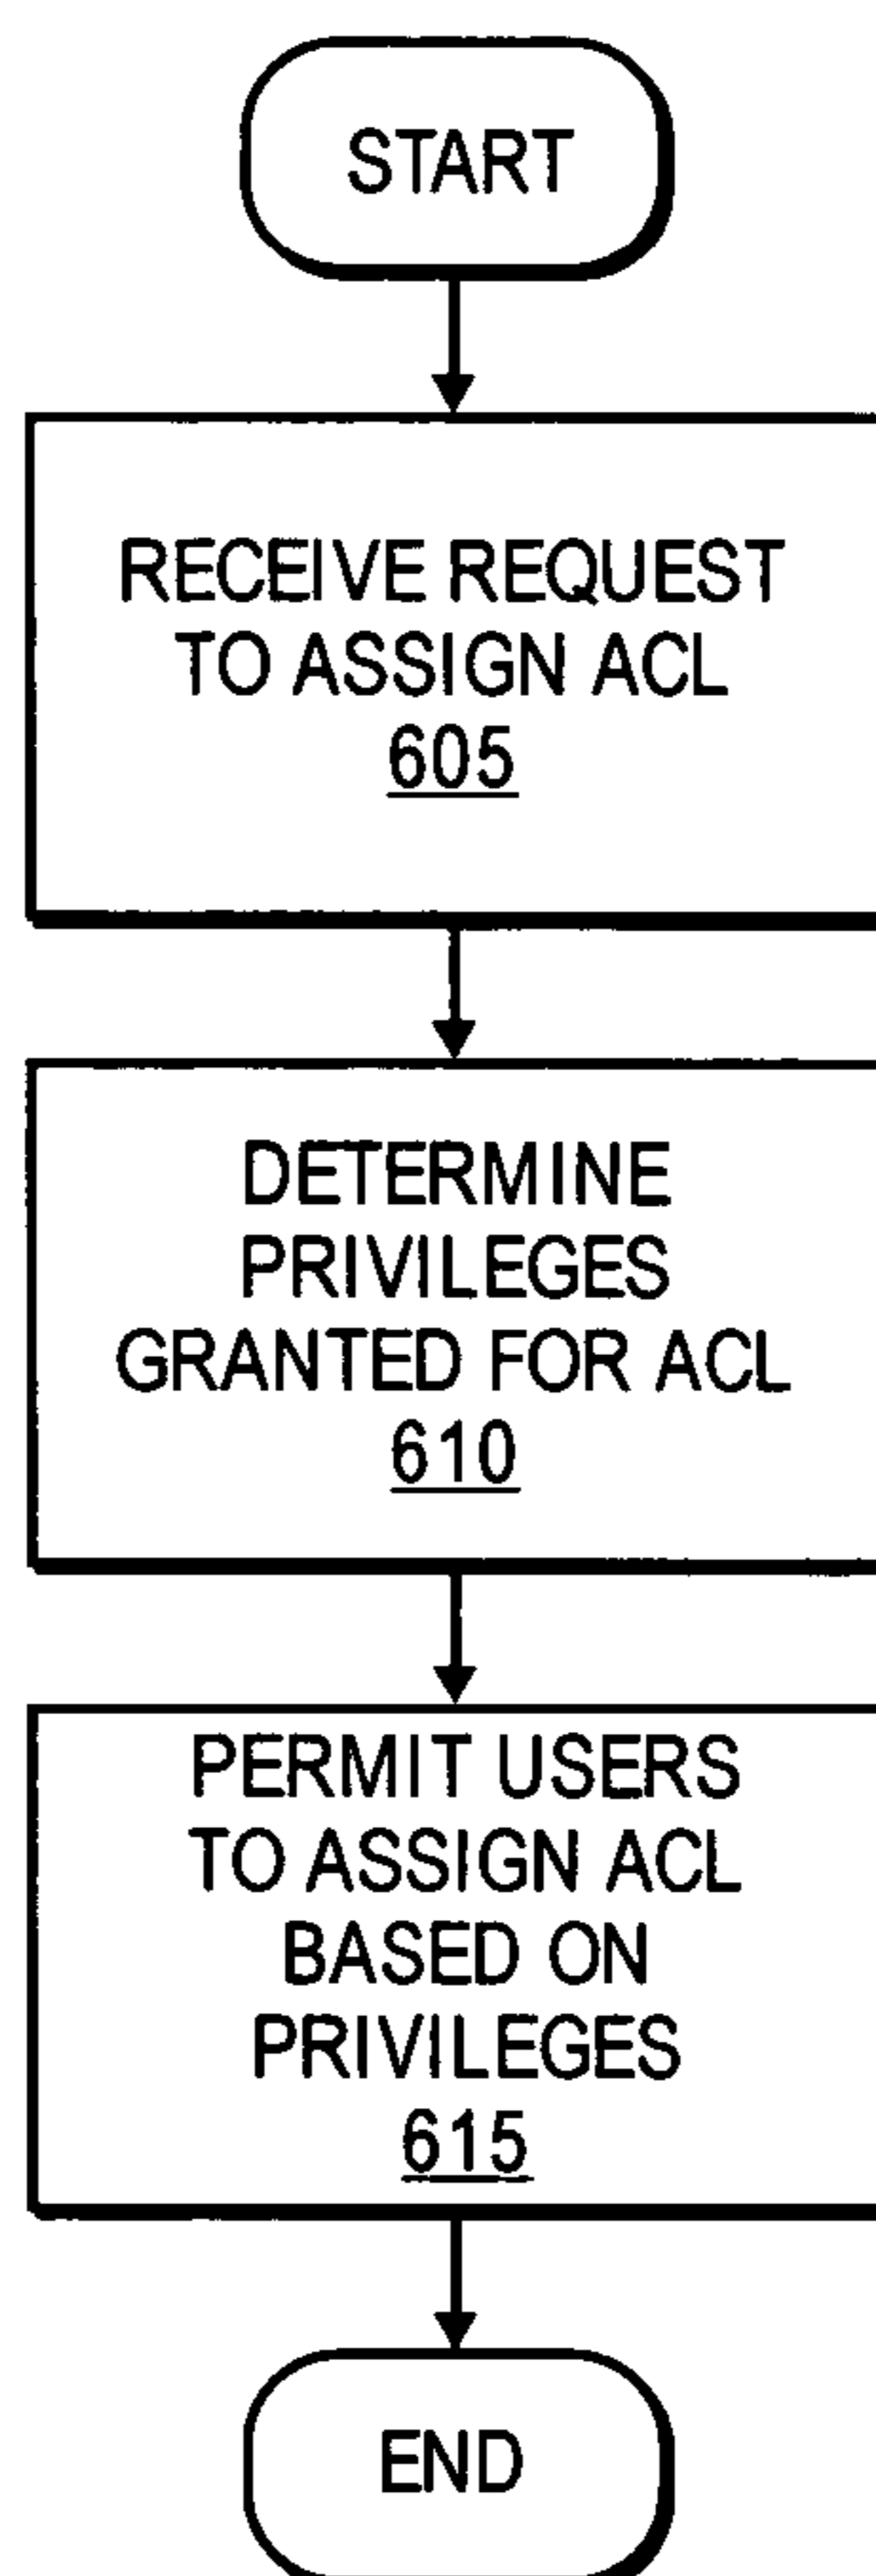 START
RECEIVE REQUEST
TO ASSIGN ACL
605
DETERMINE
PRIVILEGES
GRANTED FOR ACL
610
PERMIT USERS
TO ASSIGN ACL
BASED ON
PRIVILEGES
615
END